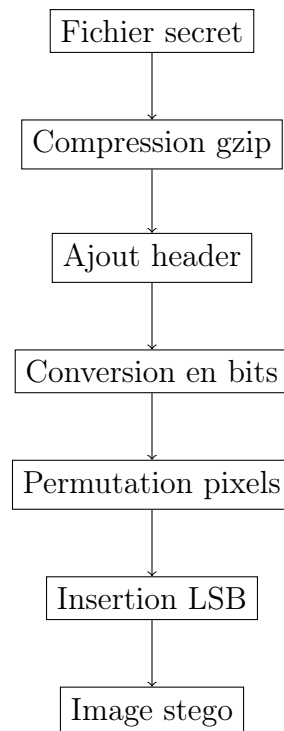 Fichier secret
Compression gzip
Ajout header
Conversion en bits
Permutation pixels
Insertion LSB
Image stego